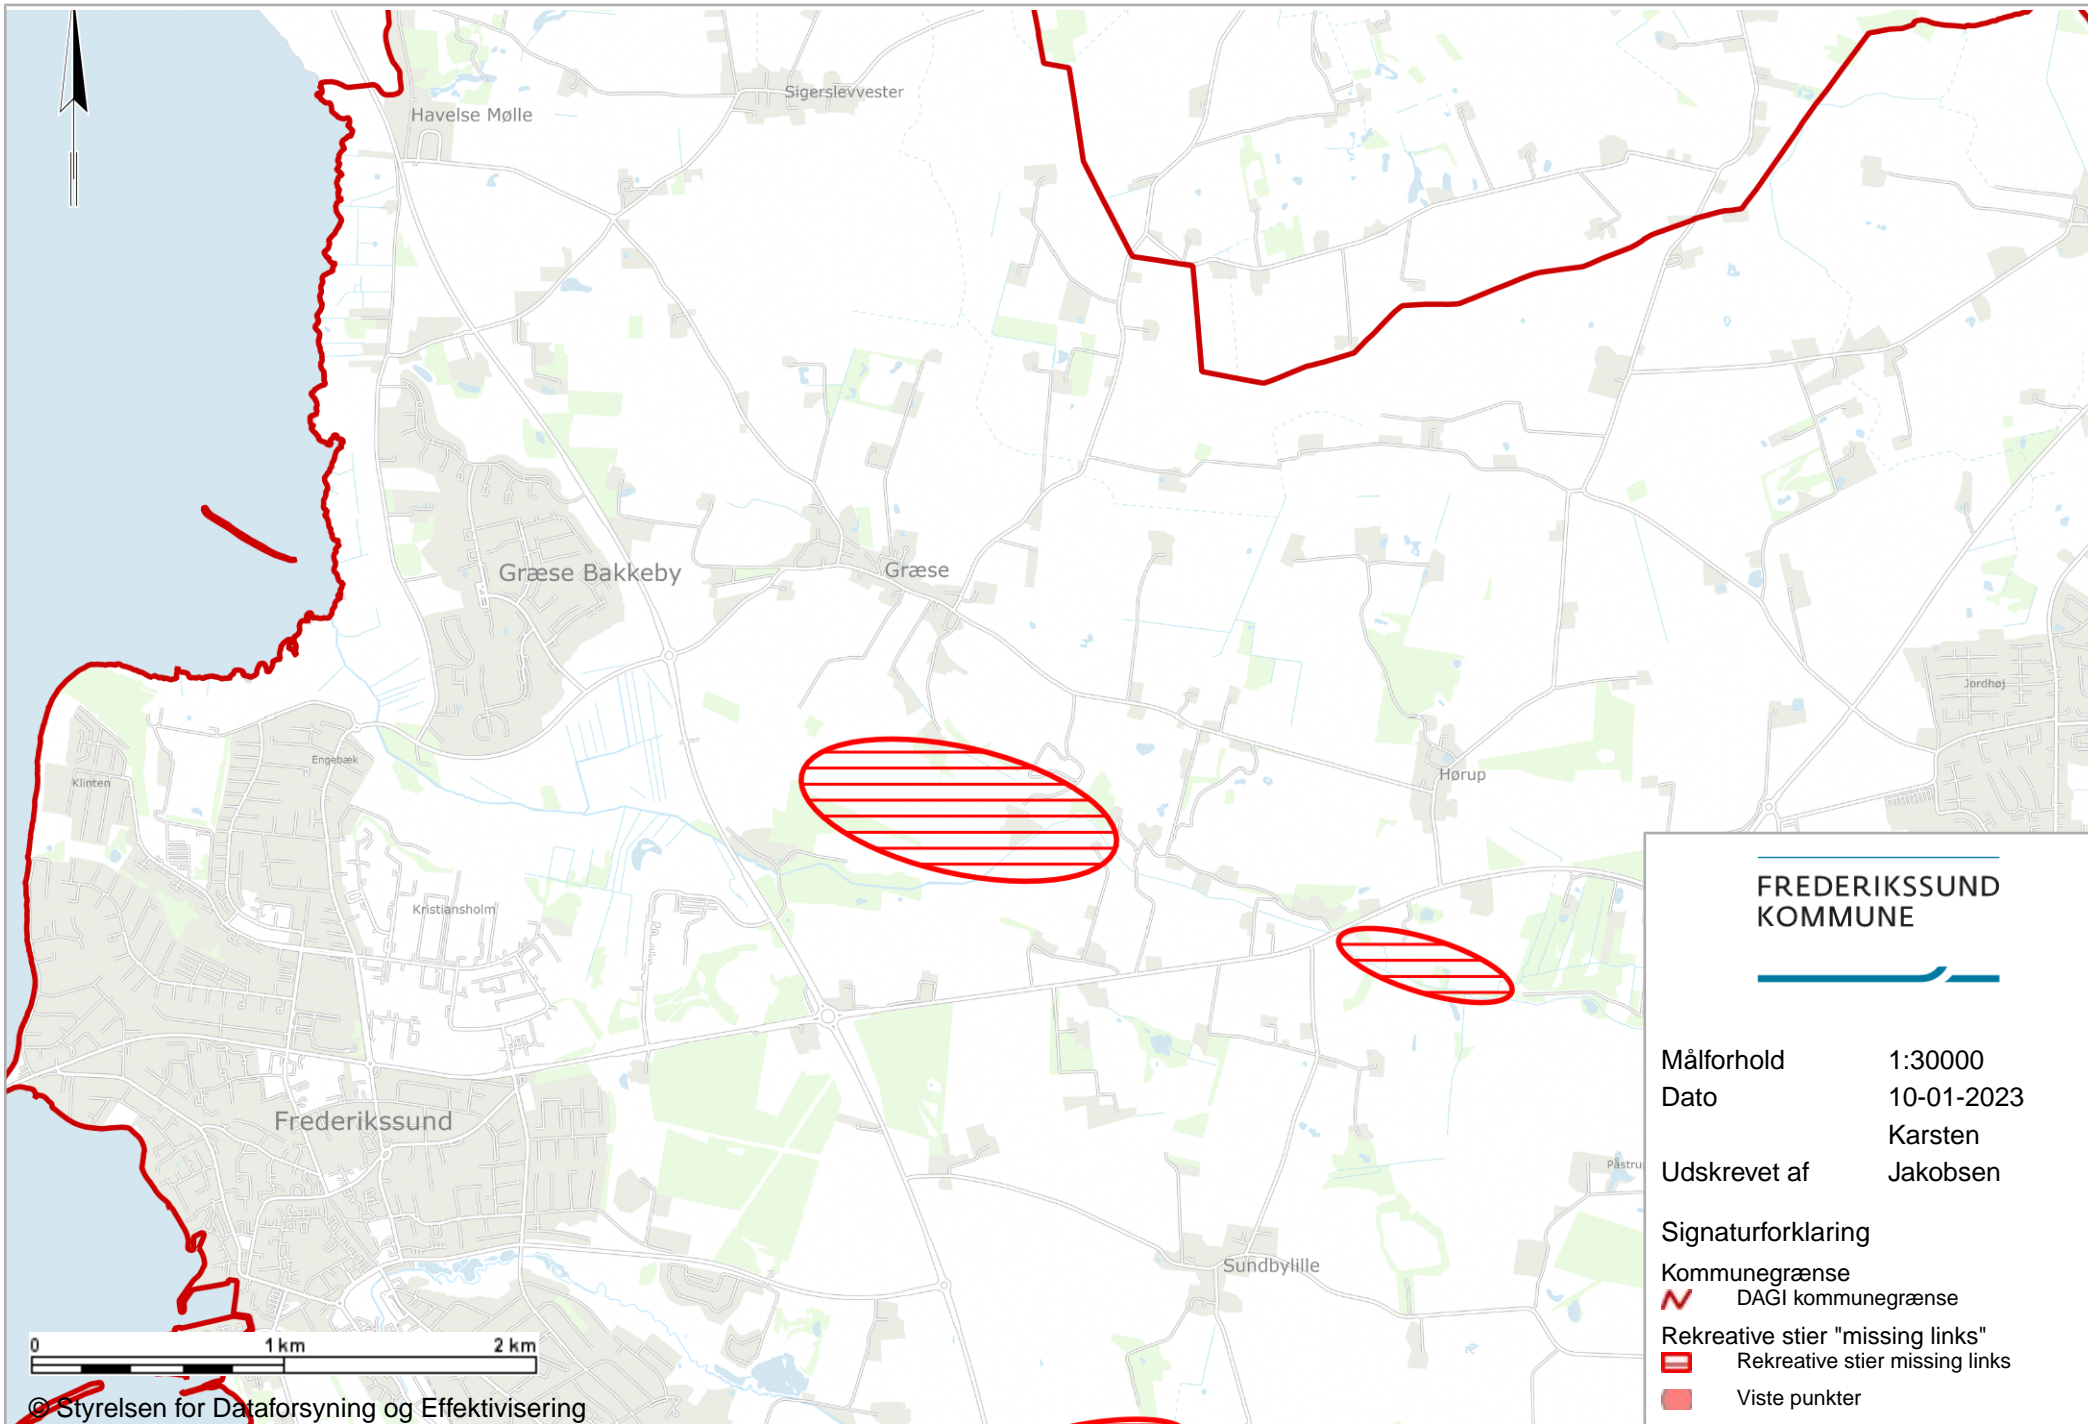 Sigerslevvester
Havelse Mølle
Græse Bakkeby
Græse
Jordhøj
Engebæk
Klinten
Hørup
Kristiansholm
Frederikssund
Sundbylille
FREDERIKSSUND
KOMMUNE
Målforhold 1:30000
Dato 10-01-2023
Karsten
Udskrevet af Jakobsen
Påstru
Signaturforklaring
Kommunegrænse
DAGI kommunegrænse
Rekreative stier "missing links"
Rekreative stier missing links
Viste punkter
0 1 km 2 km
© Styrelsen for Dataforsyning og Effektivisering